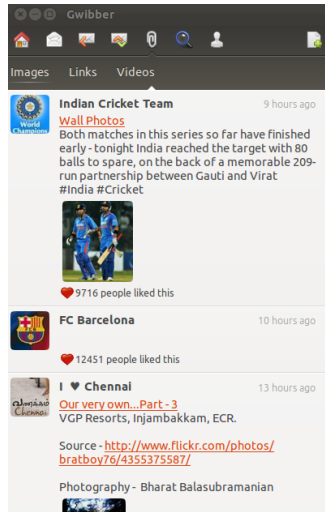 Gwibber
Images Links Videos
Indian Cricket Team 9 hours ago
Wall Photos
Both matches in this series so far have finished
early - tonight India reached the target with 80
balls to spare, on the back of a memorable 209-
run partnership between Gauti and Virat
#India #Cricket
World
Champions
9716 people liked this
FC Barcelona 10 hours ago
12451 people liked this
I ♥ Chennai 13 hours ago
Our very own...Part - 3
VGP Resorts, Injambakkam, ECR.
Chennai
Source - http://www.flickr.com/photos/
bratboy76/4355375587/
Photography - Bharat Balasubramanian